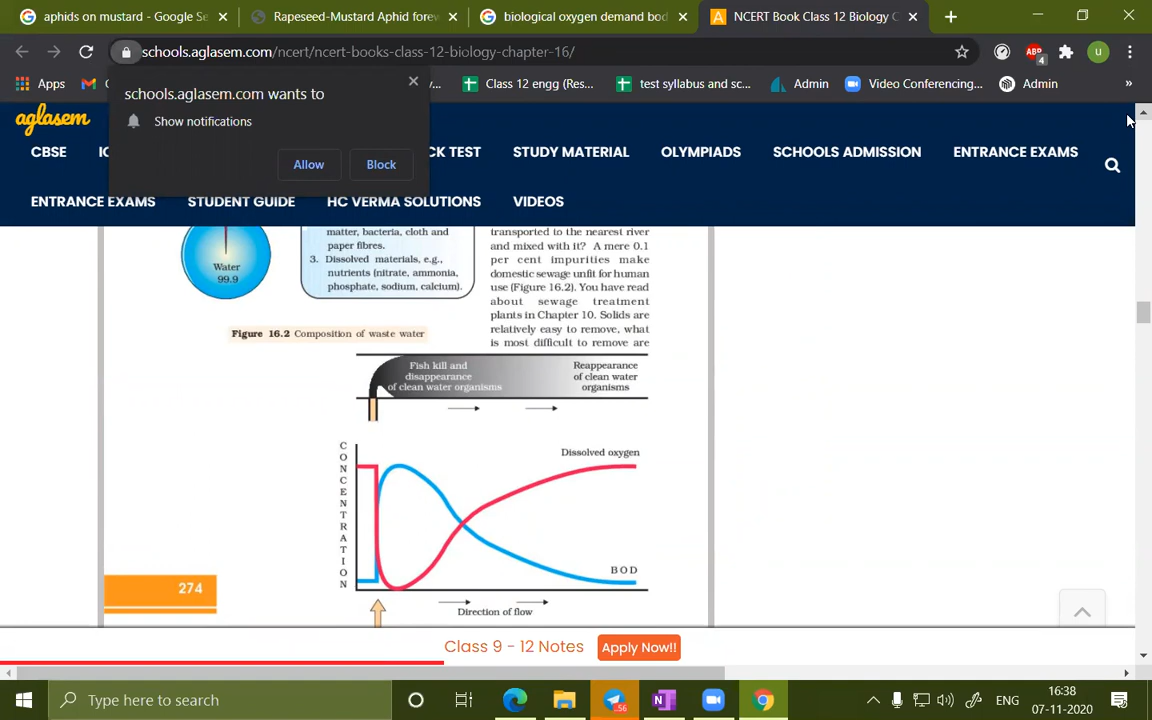 aphids on mustard - Google Se
Rapeseed-Mustard Aphid forew
biological oxygen demand bod
NCERT Book Class 12 Biology C
schools.aglasem.com/ncert/ncert-books-class-12-biology-chapter-16/
ABP
4
u
Apps
Class 12 engg (Res...
test syllabus and sc...
Admin
Video Conferencing...
Admin
»
schools.aglasem.com wants to
Show notifications
Allow
Block
aglasem
CBSE
CK TEST
STUDY MATERIAL
OLYMPIADS
SCHOOLS ADMISSION
ENTRANCE EXAMS
ENTRANCE EXAMS
STUDENT GUIDE
HC VERMA SOLUTIONS
VIDEOS
Water
99.9
matter, bacteria, cloth and
paper fibres.
3. Dissolved materials, e.g.,
nutrients (nitrate, ammonia,
phosphate, sodium, calcium).
Figure 16.2 Composition of waste water
transported to the nearest river
and mixed with it? A mere 0.1
per cent impurities make
domestic sewage unfit for human
use (Figure 16.2). You have read
about sewage treatment
plants in Chapter 10. Solids are
relatively easy to remove, what
is most difficult to remove are
Fish kill and
disappearance
of clean water organisms
Reappearance
of clean water
organisms
CONCENTRATION
Dissolved oxygen
BOD
Direction of flow
274
Class 9 - 12 Notes
Apply Now!!
Type here to search
56
ENG
16:38
07-11-2020